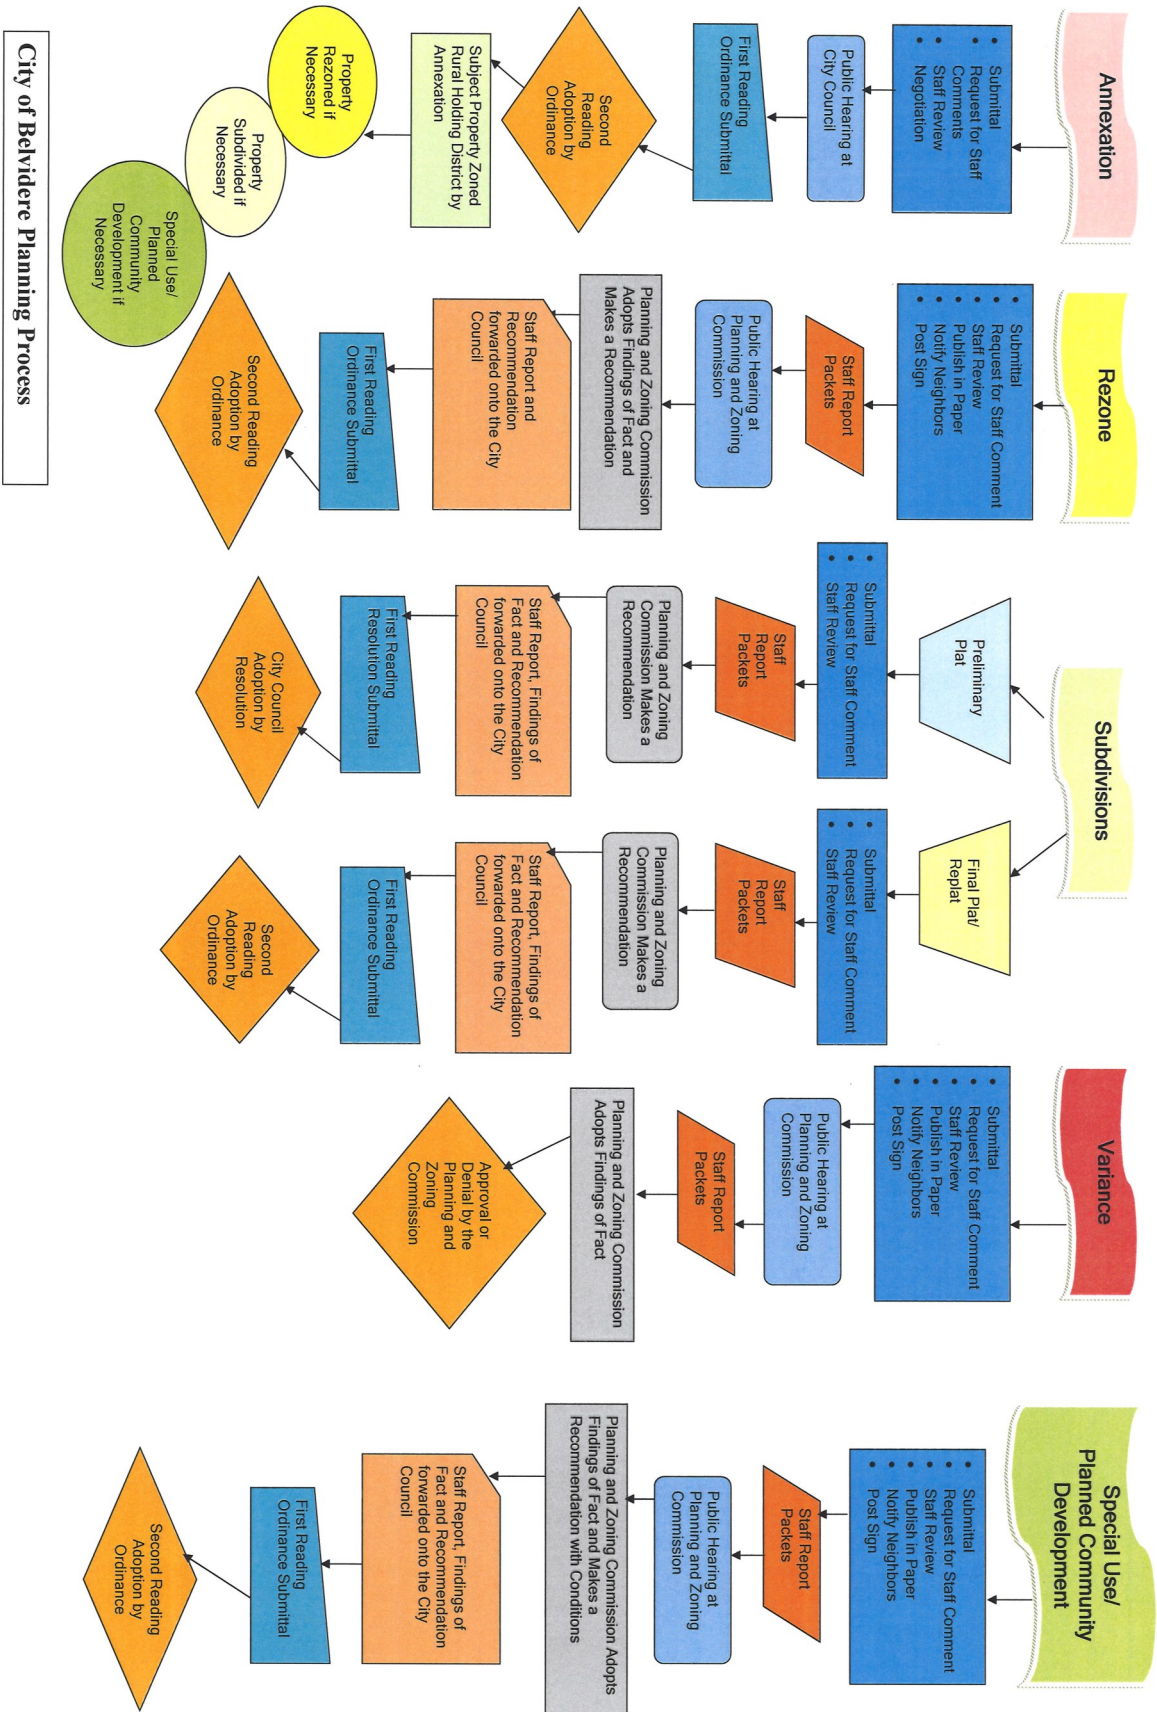 Annexation
• Submittal
• Request for Staff
Comments
• Staff Review
• Negotiation
Public Hearing at
City Council
First Reading
Ordinance Submittal
Second
Reading
Adoption by
Ordinance
Subject Property Zoned
Rural Holding District by
Annexation
Property
Rezoned if
Necessary
Property
Subdivided if
Necessary
Special Use/
Planned
Community
Development if
Necessary
Rezone
• Submittal
• Request for Staff Comment
• Staff Review
• Publish in Paper
• Notify Neighbors
• Post Sign
Staff Report
Packets
Public Hearing at
Planning and Zoning
Commission
Planning and Zoning Commission
Adopts Findings of Fact and
Makes a Recommendation
Staff Report and
Recommendation
forwarded onto the City
Council
First Reading
Ordinance Submittal
Second Reading
Adoption by
Ordinance
Subdivisions
Preliminary
Plat
• Submittal
• Request for Staff Comment
• Staff Review
Staff
Report
Packets
Planning and Zoning
Commission Makes a
Recommendation
Staff Report, Findings of
Fact and Recommendation
forwarded onto the City
Council
First Reading
Resolution Submittal
City Council
Adoption by
Resolution
Final Plat/
Replat
• Submittal
• Request for Staff Comment
• Staff Review
Staff
Report
Packets
Planning and Zoning
Commission Makes a
Recommendation
Staff Report, Findings of
Fact and Recommendation
forwarded onto the City
Council
First Reading
Ordinance Submittal
Second
Reading
Adoption by
Ordinance
Variance
• Submittal
• Request for Staff Comment
• Staff Review
• Publish in Paper
• Notify Neighbors
• Post Sign
Public Hearing at
Planning and Zoning
Commission
Staff Report
Packets
Planning and Zoning Commission
Adopts Findings of Fact
Approval or
Denial by the
Planning and
Zoning
Commission
Special Use/
Planned Community
Development
• Submittal
• Request for Staff Comment
• Staff Review
• Publish in Paper
• Notify Neighbors
• Post Sign
Staff Report
Packets
Public Hearing at
Planning and Zoning
Commission
Planning and Zoning Commission Adopts
Findings of Fact and Makes a
Recommendation with Conditions
Staff Report, Findings of
Fact and Recommendation
forwarded onto the City
Council
First Reading
Ordinance Submittal
Second Reading
Adoption by
Ordinance
City of Belvidere Planning Process